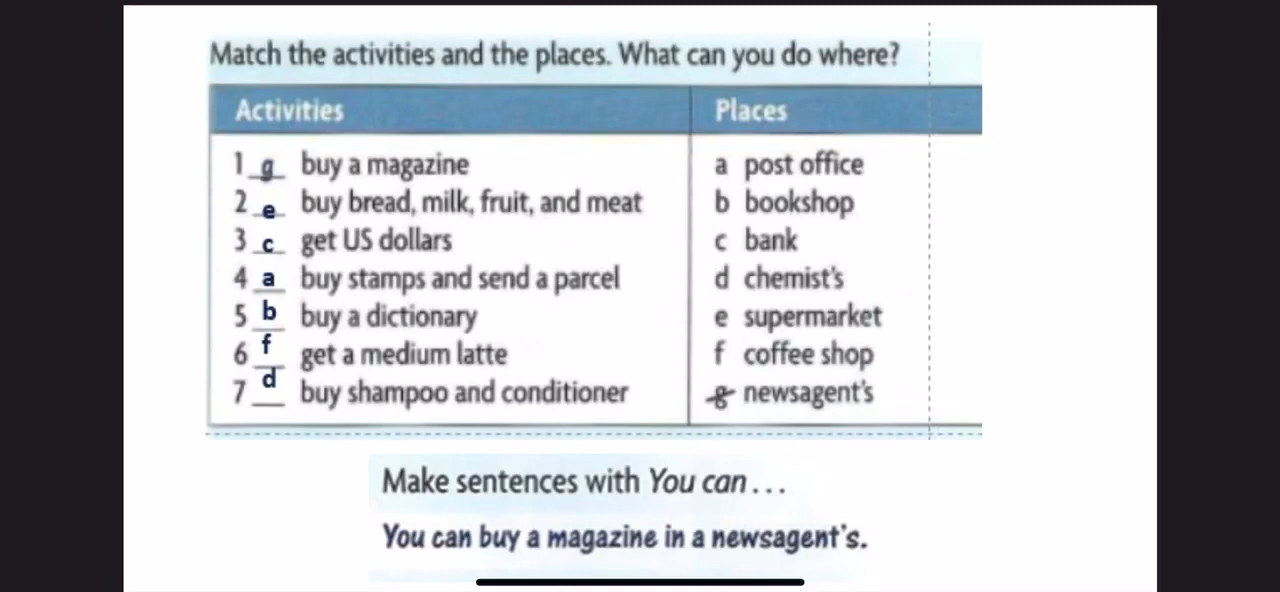 Match the activities and the places. What can you do where?
Activities Places
1 g buy a magazine a post office
2 e buy bread, milk, fruit, and meat b bookshop
3 c get US dollars c bank
4 a buy stamps and send a parcel d chemist's
5 b buy a dictionary e supermarket
6 f get a medium latte f coffee shop
7 d buy shampoo and conditioner g newsagent's
Make sentences with You can...
You can buy a magazine in a newsagent's.